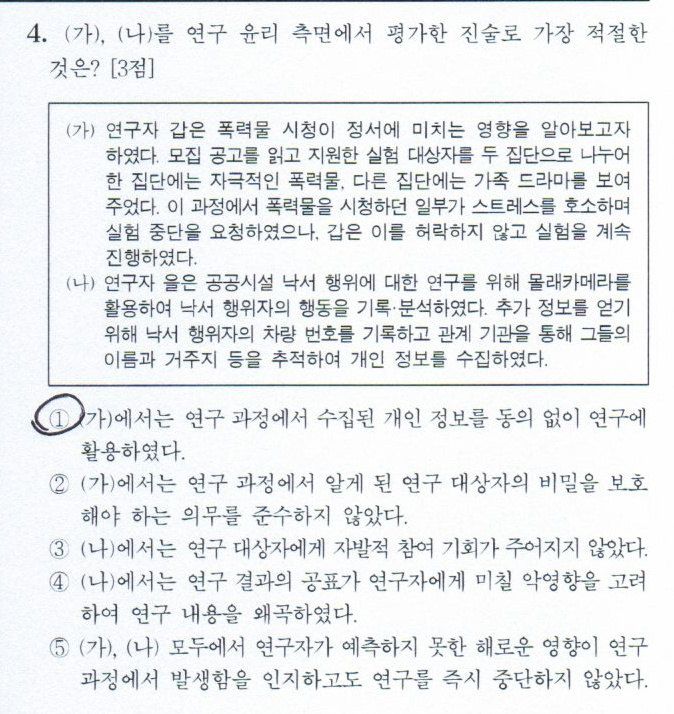 4. (가), (나)를 연구 윤리 측면에서 평가한 진술로 가장 적절한
것은? [3점]
(가) 연구자 갑은 폭력물 시청이 정서에 미치는 영향을 알아보고자
하였다. 모집 공고를 읽고 지원한 실험 대상자를 두 집단으로 나누어
한 집단에는 자극적인 폭력물, 다른 집단에는 가족 드라마를 보여
주었다. 이 과정에서 폭력물을 시청하던 일부가 스트레스를 호소하며
실험 중단을 요청하였으나, 갑은 이를 허락하지 않고 실험을 계속
진행하였다.
(나) 연구자 을은 공공시설 낙서 행위에 대한 연구를 위해 몰래카메라를
활용하여 낙서 행위자의 행동을 기록·분석하였다. 추가 정보를 얻기
위해 낙서 행위자의 차량 번호를 기록하고 관계 기관을 통해 그들의
이름과 거주지 등을 추적하여 개인 정보를 수집하였다.
① (가)에서는 연구 과정에서 수집된 개인 정보를 동의 없이 연구에
활용하였다.
② (가)에서는 연구 과정에서 알게 된 연구 대상자의 비밀을 보호
해야 하는 의무를 준수하지 않았다.
③ (나)에서는 연구 대상자에게 자발적 참여 기회가 주어지지 않았다.
④ (나)에서는 연구 결과의 공표가 연구자에게 미칠 악영향을 고려
하여 연구 내용을 왜곡하였다.
⑤ (가), (나) 모두에서 연구자가 예측하지 못한 해로운 영향이 연구
과정에서 발생함을 인지하고도 연구를 즉시 중단하지 않았다.